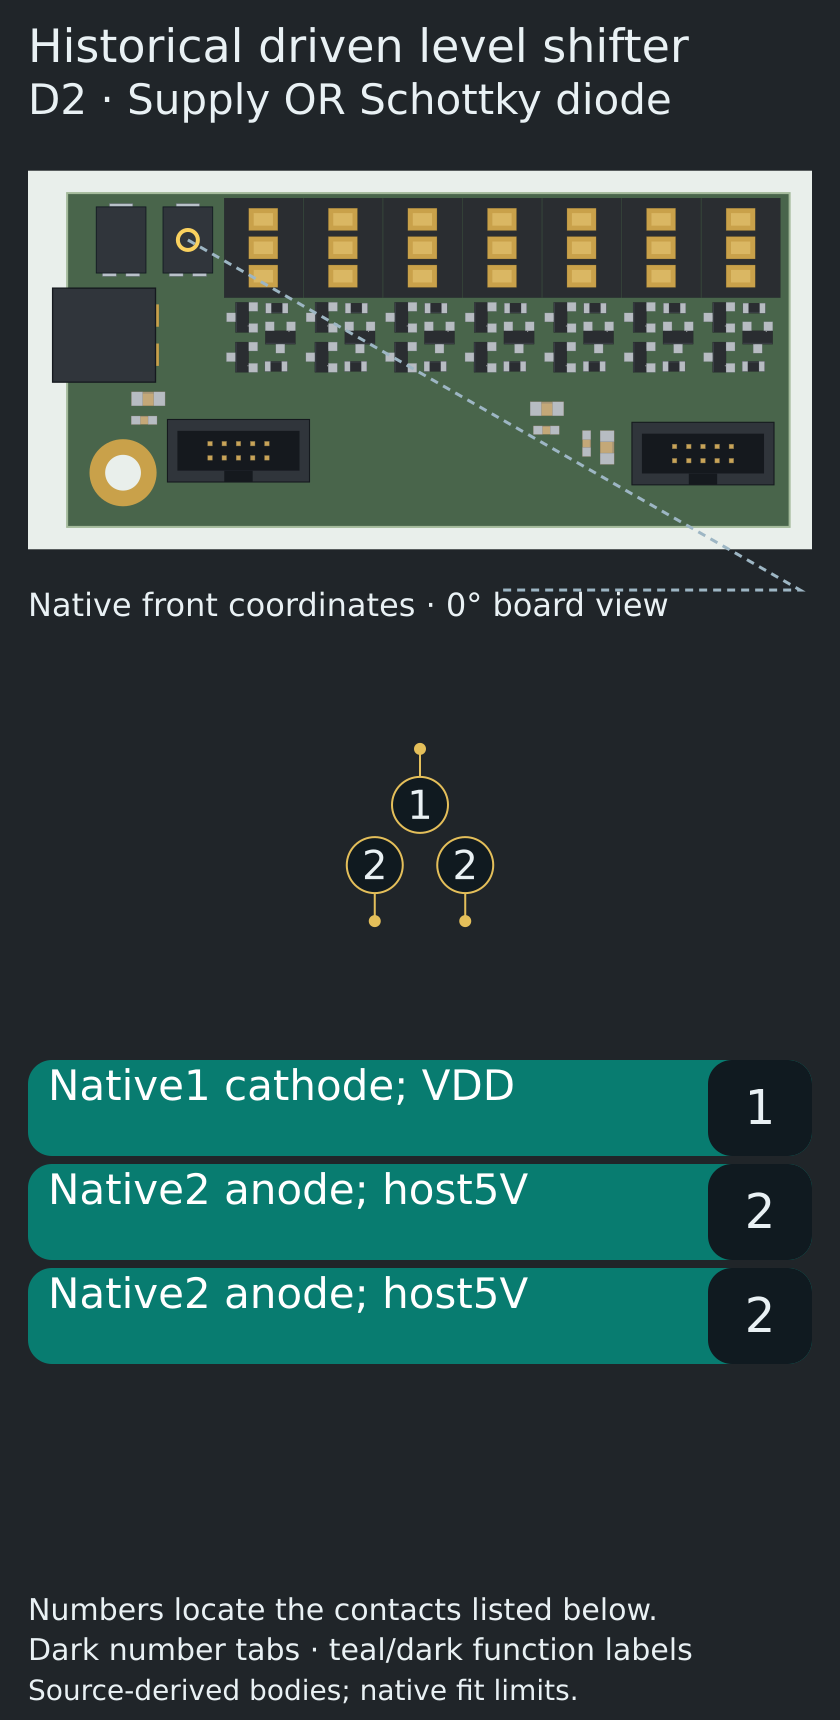 Historical driven level shifter
D2 · Supply OR Schottky diode
Native front coordinates · 0° board view
1
2 2
Native1 cathode; VDD 1
Native2 anode; host5V 2
Native2 anode; host5V 2
Numbers locate the contacts listed below.
Dark number tabs · teal/dark function labels
Source-derived bodies; native fit limits.